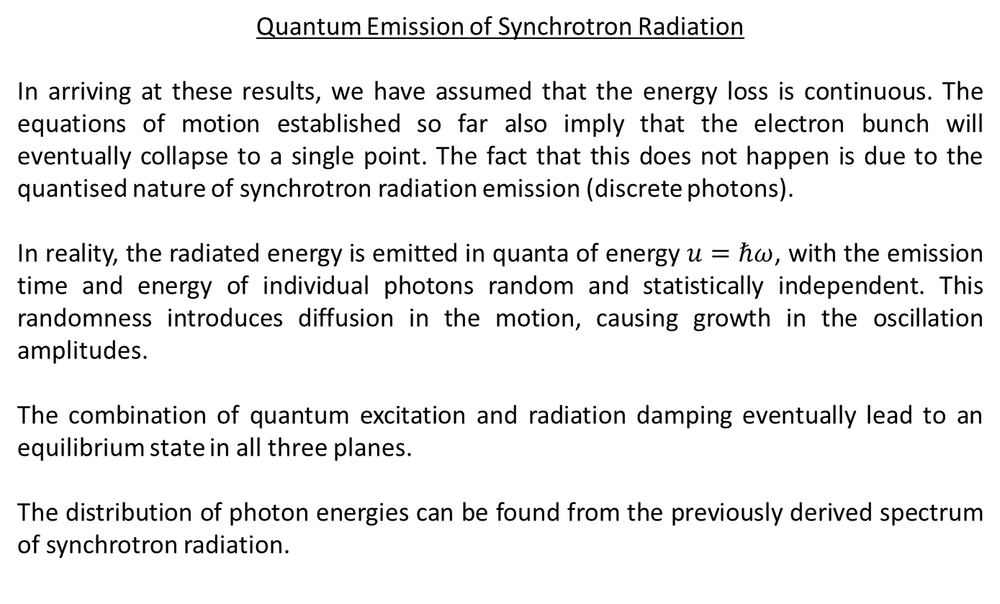 Quantum Emission of Synchrotron Radiation
In arriving at these results, we have assumed that the energy loss is continuous. The
equations of motion established so far also imply that the electron bunch will
eventually collapse to a single point. The fact that this does not happen is due to the
quantised nature of synchrotron radiation emission (discrete photons).
In reality, the radiated energy is emitted in quanta of energy 𝑢 = ℏ𝜔, with the emission
time and energy of individual photons random and statistically independent. This
randomness introduces diffusion in the motion, causing growth in the oscillation
amplitudes.
The combination of quantum excitation and radiation damping eventually lead to an
equilibrium state in all three planes.
The distribution of photon energies can be found from the previously derived spectrum
of synchrotron radiation.